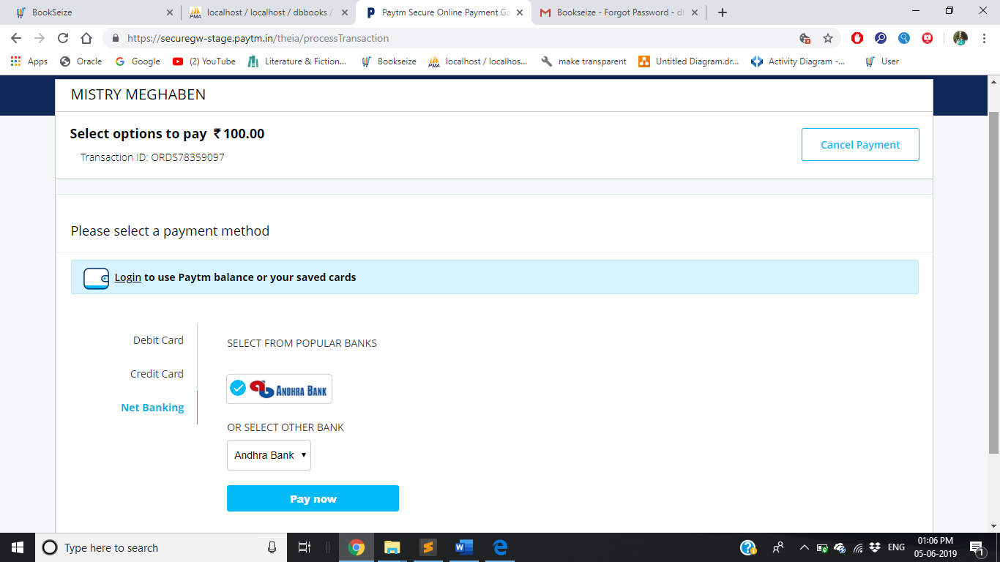 BookSeize
localhost / localhost / dbbooks /
Paytm Secure Online Payment Ga
Bookseize - Forgot Password - dh
https://securegw-stage.paytm.in/theia/processTransaction
Apps
Oracle
Google
(2) YouTube
Literature & Fiction...
Bookseize
localhost / localhos...
make transparent
Untitled Diagram.dr...
Activity Diagram -...
User
MISTRY MEGHABEN
Select options to pay ₹ 100.00
Transaction ID: ORDS78359097
Cancel Payment
Please select a payment method
Login to use Paytm balance or your saved cards
Debit Card
Credit Card
Net Banking
SELECT FROM POPULAR BANKS
ANDHRA BANK
OR SELECT OTHER BANK
Andhra Bank
Pay now
Type here to search
ENG
01:06 PM
05-06-2019
1